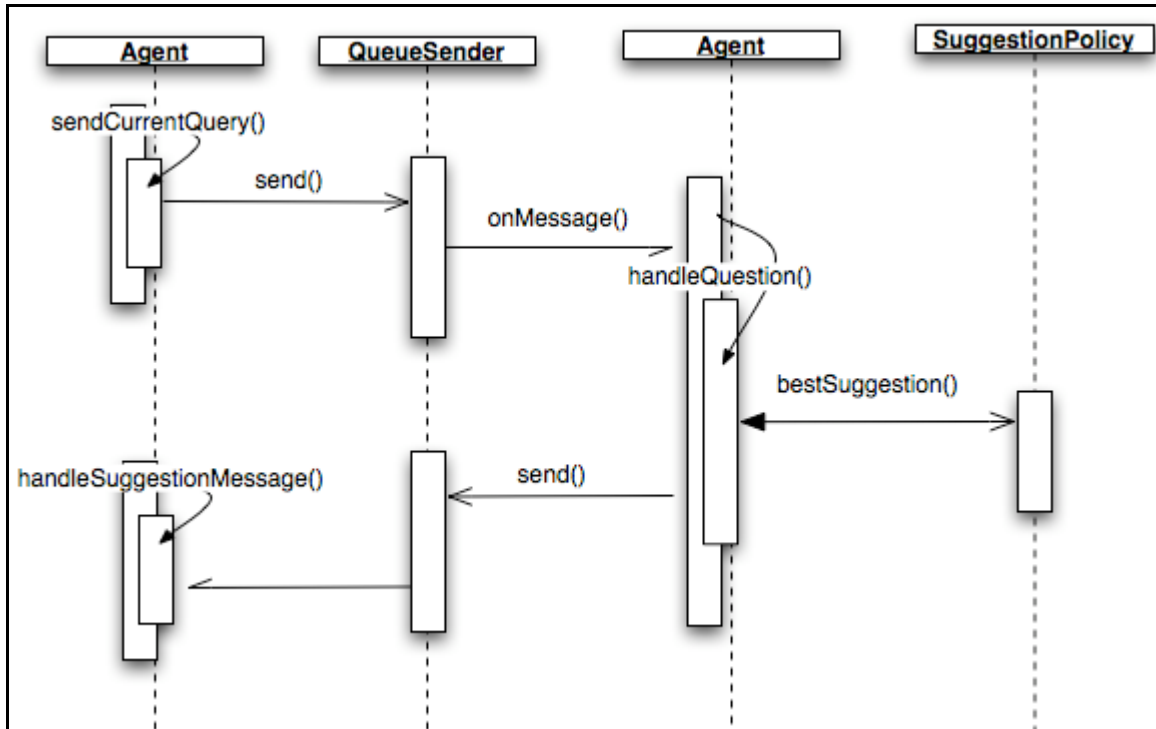 Agent
QueueSender
Agent
SuggestionPolicy
sendCurrentQuery()
send()
onMessage()
handleQuestion()
bestSuggestion()
handleSuggestionMessage()
send()